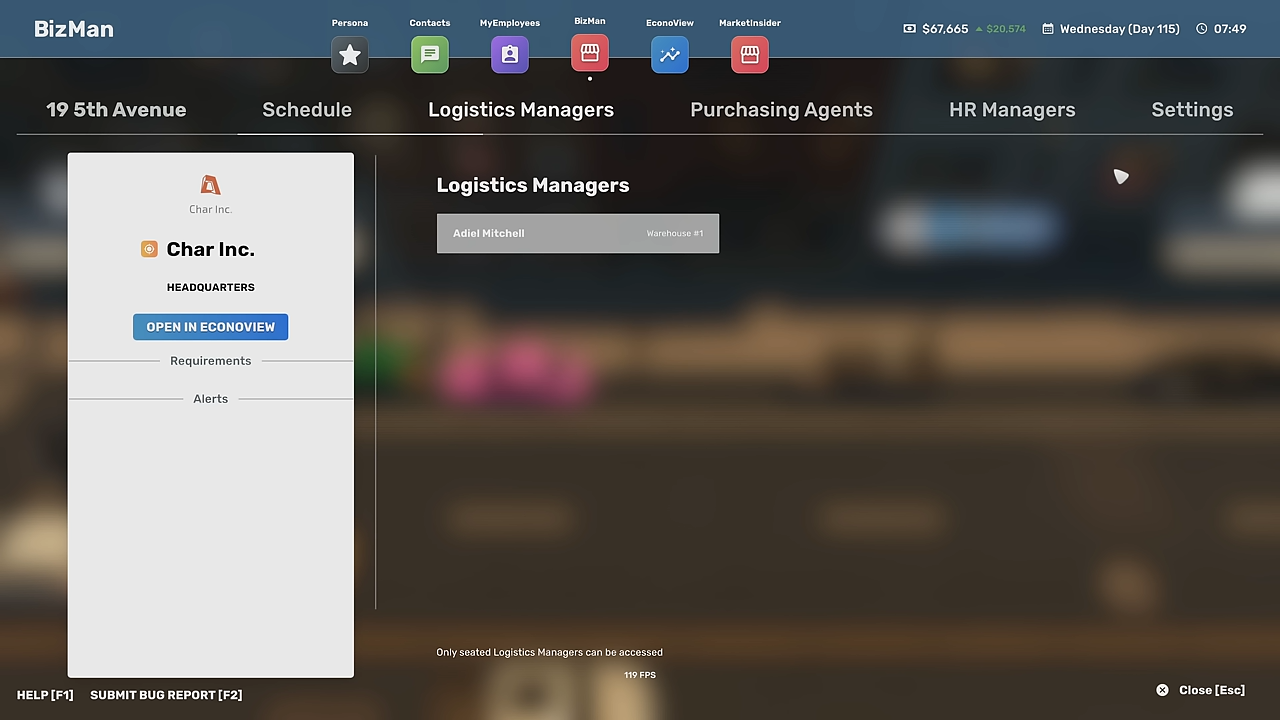 BizMan
Persona
Contacts
MyEmployees
BizMan
EconoView
MarketInsider
$67,665
$20,574
Wednesday (Day 115)
07:49
19 5th Avenue
Schedule
Logistics Managers
Purchasing Agents
HR Managers
Settings
Char Inc.
Char Inc.
HEADQUARTERS
OPEN IN ECONOVIEW
Requirements
Alerts
Logistics Managers
Adiel Mitchell
Warehouse #1
Only seated Logistics Managers can be accessed
119 FPS
HELP [F1]
SUBMIT BUG REPORT [F2]
Close [Esc]